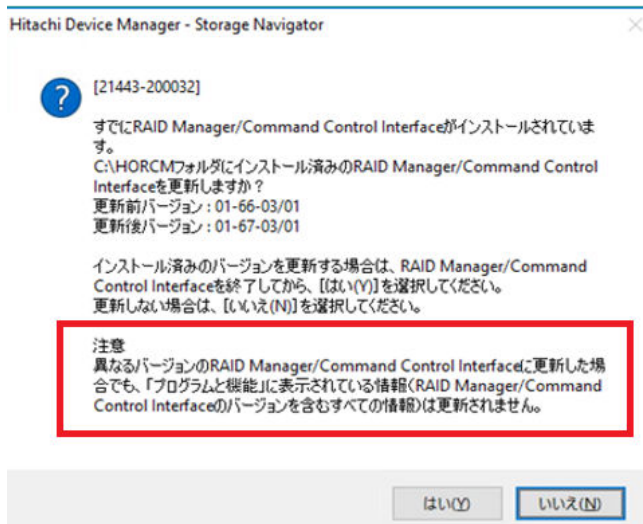 Hitachi Device Manager - Storage Navigator
[21443-200032]
すでにRAID Manager/Command Control Interfaceがインストールされていま
す。
C:\HORCMフォルダにインストール済みのRAID Manager/Command Control
Interfaceを更新しますか？
更新前バージョン：01-66-03/01
更新後バージョン：01-67-03/01
インストール済みのバージョンを更新する場合は、RAID Manager/Command
Control Interfaceを終了してから、[はい(Y)]を選択してください。
更新しない場合は、[いいえ(N)]を選択してください。
注意
異なるバージョンのRAID Manager/Command Control Interfaceに更新した場
合でも、「プログラムと機能」に表示されている情報(RAID Manager/Command
Control Interfaceのバージョンを含むすべての情報)は更新されません。
はい(Y)
いいえ(N)